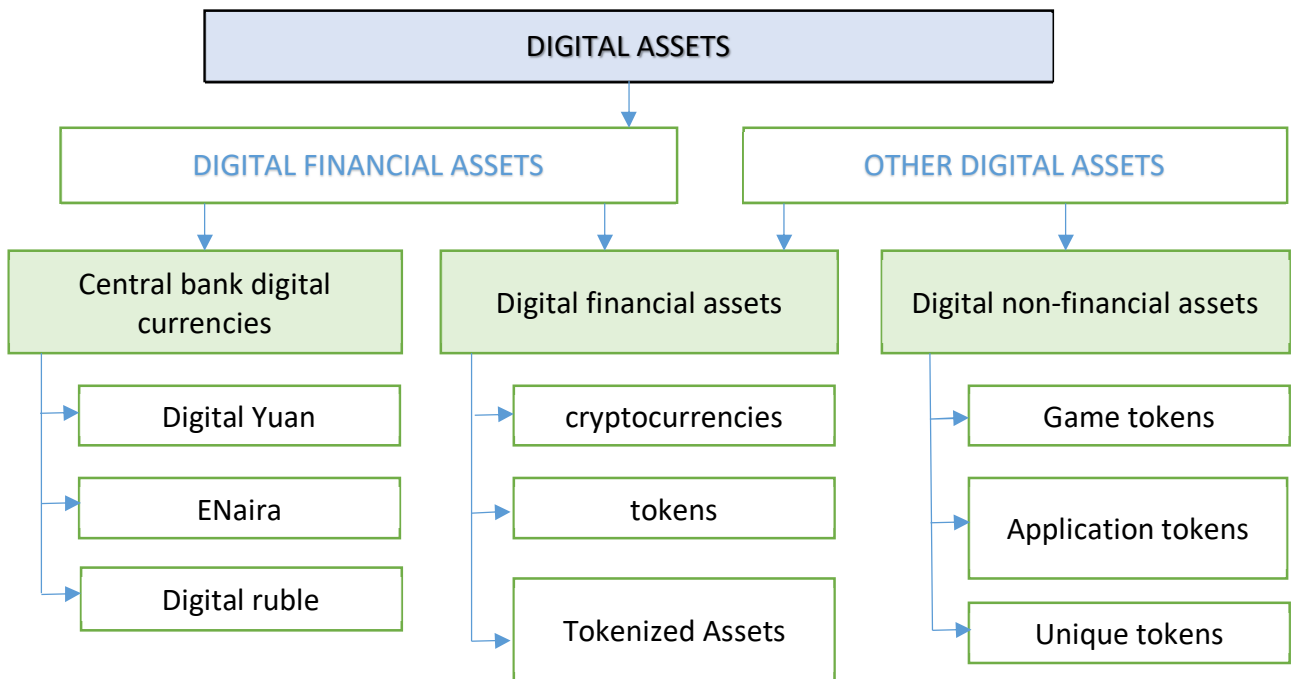 DIGITAL ASSETS
DIGITAL FINANCIAL ASSETS
OTHER DIGITAL ASSETS
Central bank digital
currencies
Digital financial assets
Digital non-financial assets
Digital Yuan
cryptocurrencies
Game tokens
ENaira
tokens
Application tokens
Digital ruble
Tokenized Assets
Unique tokens